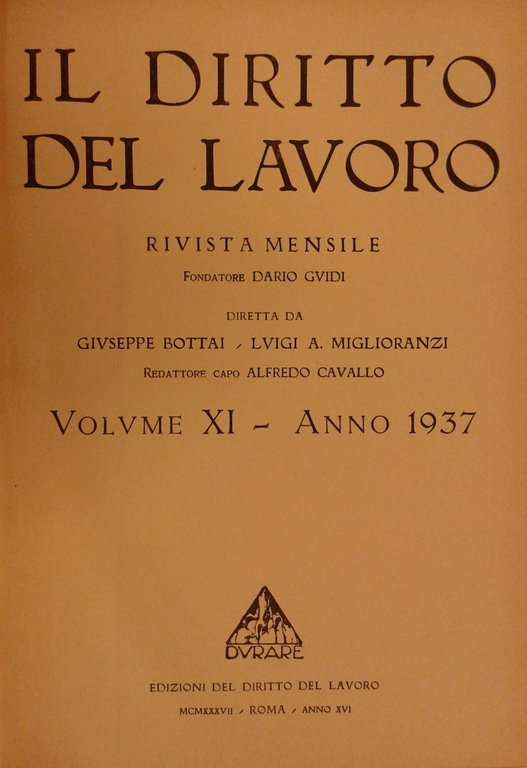 IL DIRITTO
DEL LAVORO
RIVISTA MENSILE
FONDATORE DARIO GVIDI
DIRETTA DA
GIVSEPPE BOTTAI , LVIGI A. MIGLIORANZI
REDATTORE CAPO ALFREDO CAVALLO
VOLVME XI - ANNO 1937
DVRARE
EDIZIONI DEL DIRITTO DEL LAVORO
MCMXXXVII , ROMA , ANNO XVI